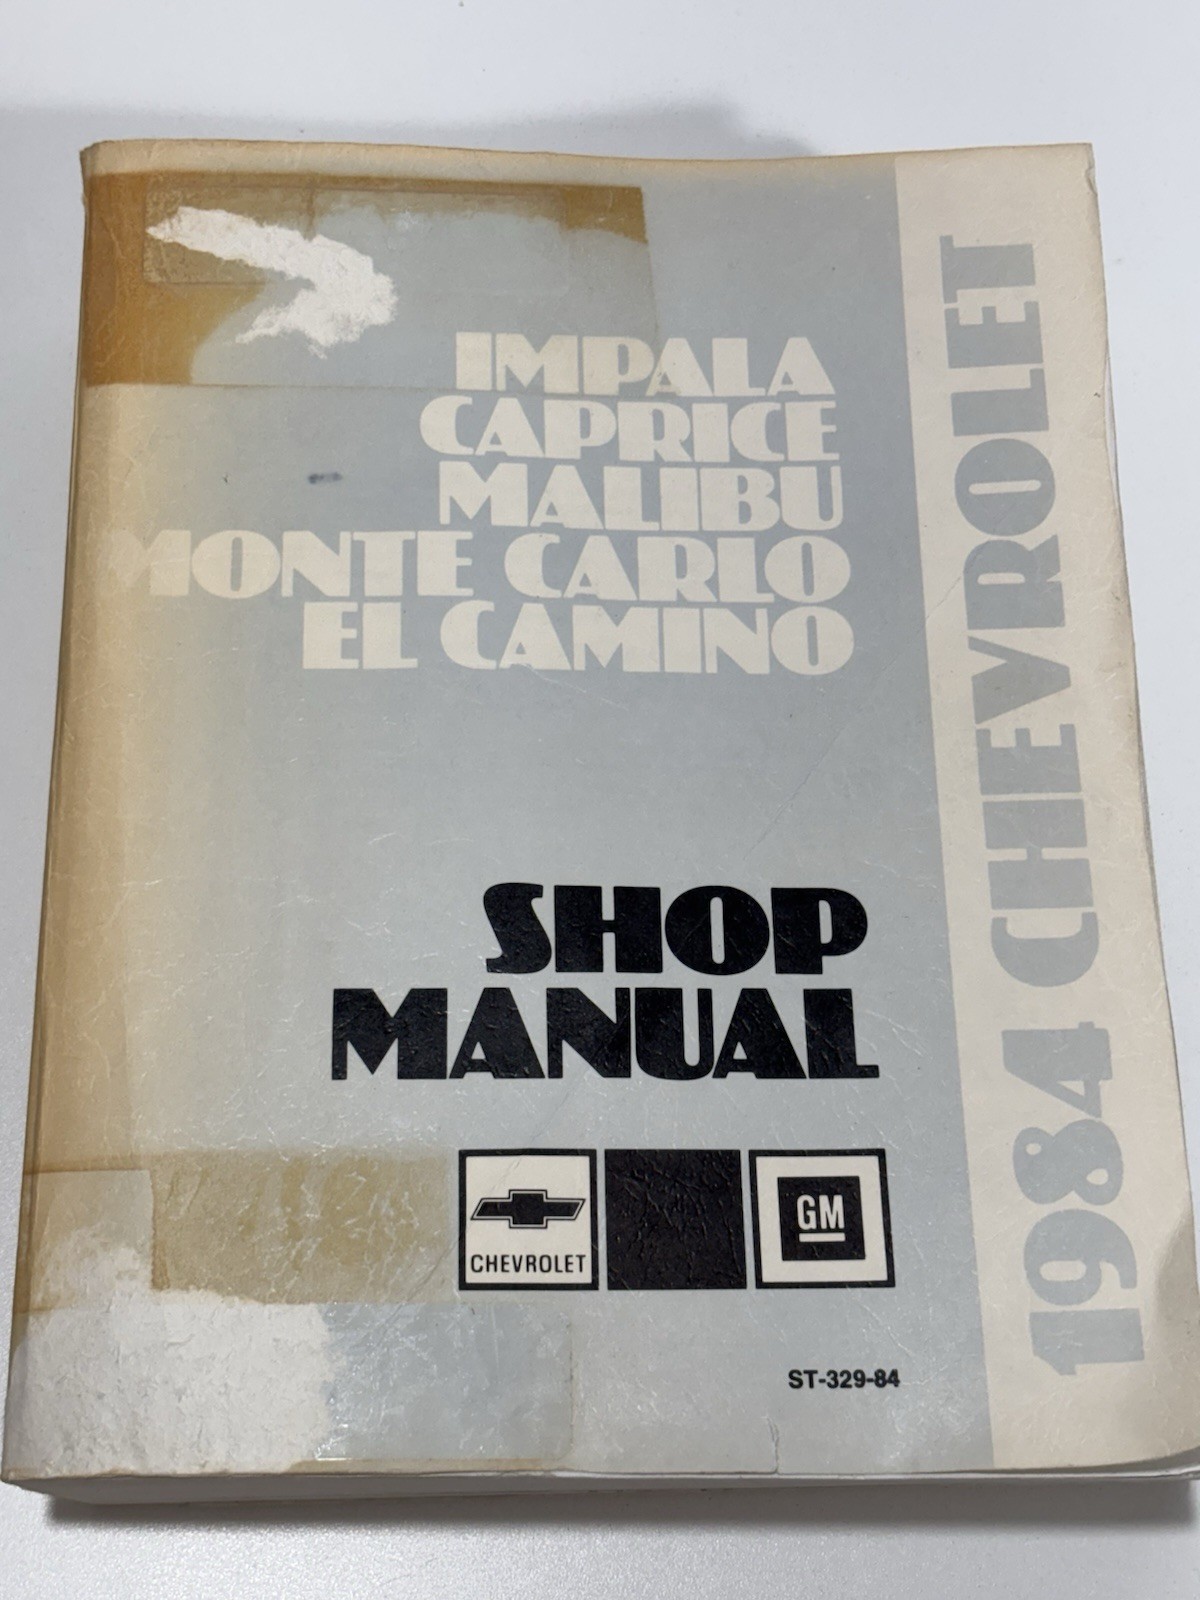 IMPALA
CAPRICE
MALIBU
MONTE CARLO
EL CAMINO
SHOP
MANUAL
CHEVROLET
GM
ST-329-84
1984 CHEVROLET